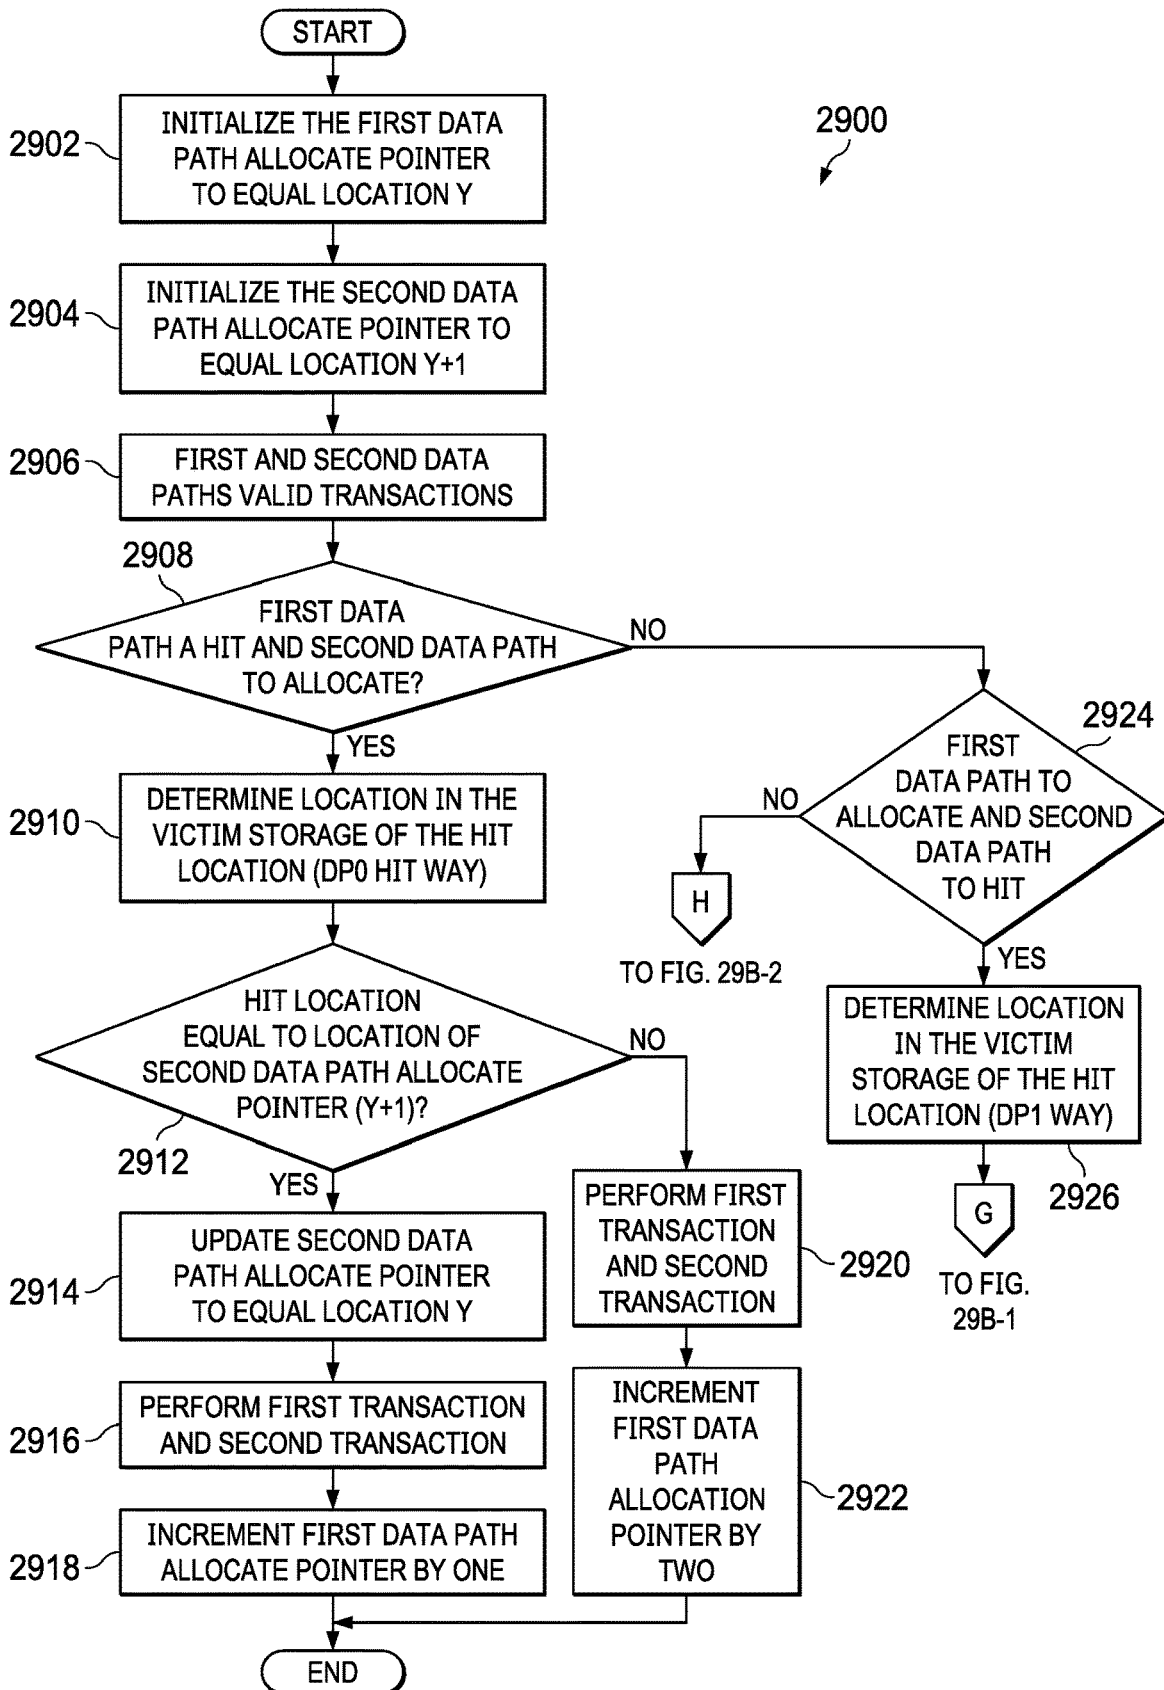 START
2900
2902
INITIALIZE THE FIRST DATA
PATH ALLOCATE POINTER
TO EQUAL LOCATION Y
2904
INITIALIZE THE SECOND DATA
PATH ALLOCATE POINTER TO
EQUAL LOCATION Y+1
2906
FIRST AND SECOND DATA
PATHS VALID TRANSACTIONS
2908
FIRST DATA
PATH A HIT AND SECOND DATA PATH
TO ALLOCATE?
NO
YES
2924
FIRST
DATA PATH TO
ALLOCATE AND SECOND
DATA PATH
TO HIT
NO
H
TO FIG. 29B-2
YES
2910
DETERMINE LOCATION IN THE
VICTIM STORAGE OF THE HIT
LOCATION (DP0 HIT WAY)
HIT LOCATION
EQUAL TO LOCATION OF
SECOND DATA PATH ALLOCATE
POINTER (Y+1)?
2912
NO
YES
DETERMINE LOCATION
IN THE VICTIM
STORAGE OF THE HIT
LOCATION (DP1 WAY)
2926
G
TO FIG.
29B-1
2914
UPDATE SECOND DATA
PATH ALLOCATE POINTER
TO EQUAL LOCATION Y
PERFORM FIRST
TRANSACTION
AND SECOND
TRANSACTION
2920
2916
PERFORM FIRST TRANSACTION
AND SECOND TRANSACTION
INCREMENT
FIRST DATA
PATH
ALLOCATION
POINTER BY
TWO
2922
2918
INCREMENT FIRST DATA PATH
ALLOCATE POINTER BY ONE
END